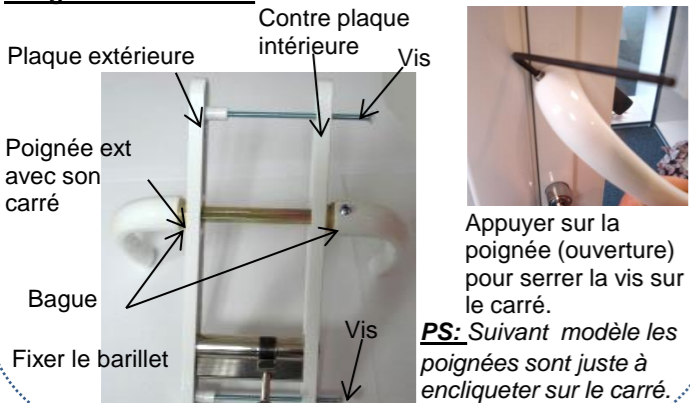 Contre plaque
intérieure
Plaque extérieure
Vis
Poignée ext
avec son
carré
Bague
Vis
Fixer le barillet
Appuyer sur la
poignée (ouverture)
pour serrer la vis sur
le carré.
PS: Suivant modèle les
poignées sont juste à
encliqueter sur le carré.